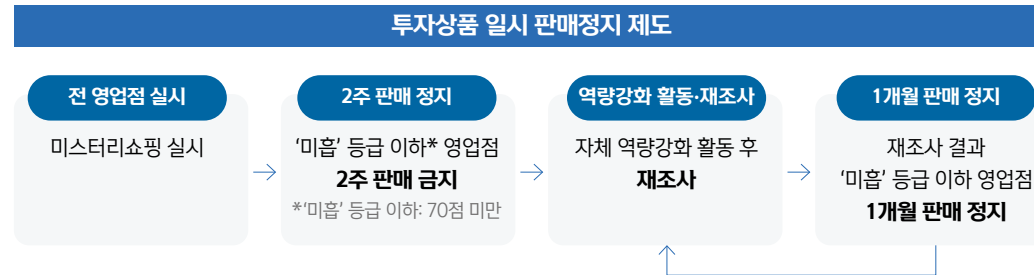 투자상품 일시 판매정지 제도
전 영업점 실시
미스터리쇼핑 실시
2주 판매 정지
‘미흡’ 등급 이하* 영업점
2주 판매 금지
*‘미흡’ 등급 이하: 70점 미만
역량강화 활동·재조사
자체 역량강화 활동 후
재조사
1개월 판매 정지
재조사 결과
‘미흡’ 등급 이하 영업점
1개월 판매 정지